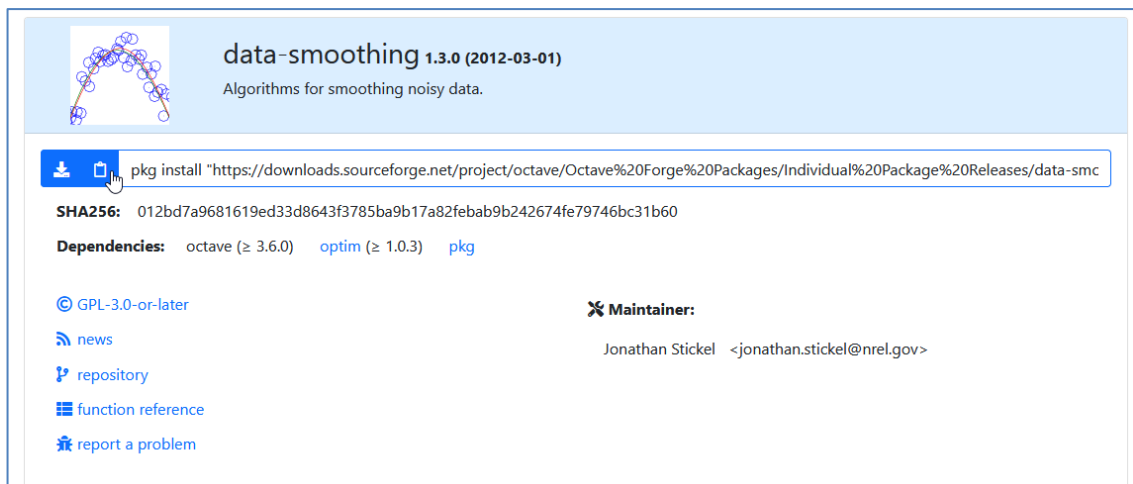 data-smoothing 1.3.0 (2012-03-01)
Algorithms for smoothing noisy data.
pkg install "https://downloads.sourceforge.net/project/octave/Octave%20Forge%20Packages/Individual%20Package%20Releases/data-smc
SHA256: 012bd7a9681619ed33d8643f3785ba9b17a82febab9b242674fe79746bc31b60
Dependencies: octave (≥ 3.6.0) optim (≥ 1.0.3) pkg
GPL-3.0-or-later
news
repository
function reference
report a problem
Maintainer:
Jonathan Stickel <jonathan.stickel@nrel.gov>